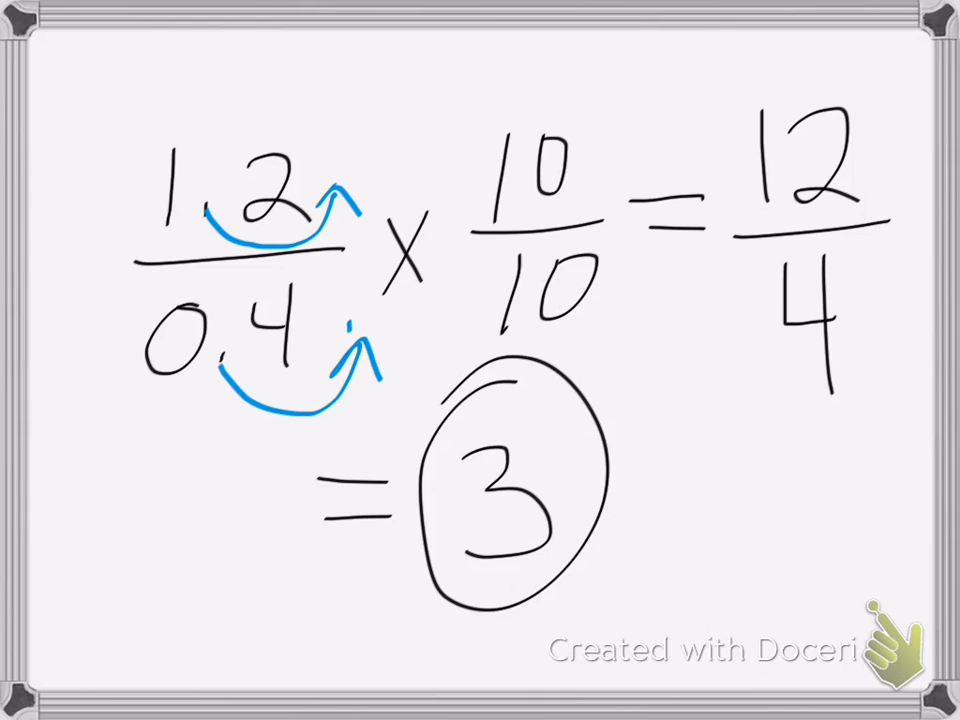 1.2/0.4 × 10/10 = 12/4
= 3
Created with Doceri